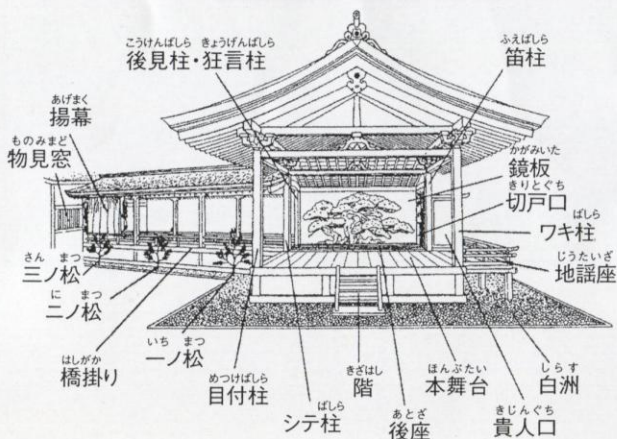 こうけんばしら きょうげんばしら
後見柱・狂言柱
ふえばしら
笛柱
あげまく
揚幕
ものみまど
物見窓
かがみいた
鏡板
きりとぐち
切戸口
ばしら
ワキ柱
じうたいざ
地謡座
さん まつ
三ノ松
に まつ
二ノ松
いち まつ
一ノ松
はしがか
橋掛り
めつけばしら
目付柱
ばしら
シテ柱
きざはし
階
あとざ
後座
ほんぶたい
本舞台
きじんぐち
貴人口
しらす
白洲